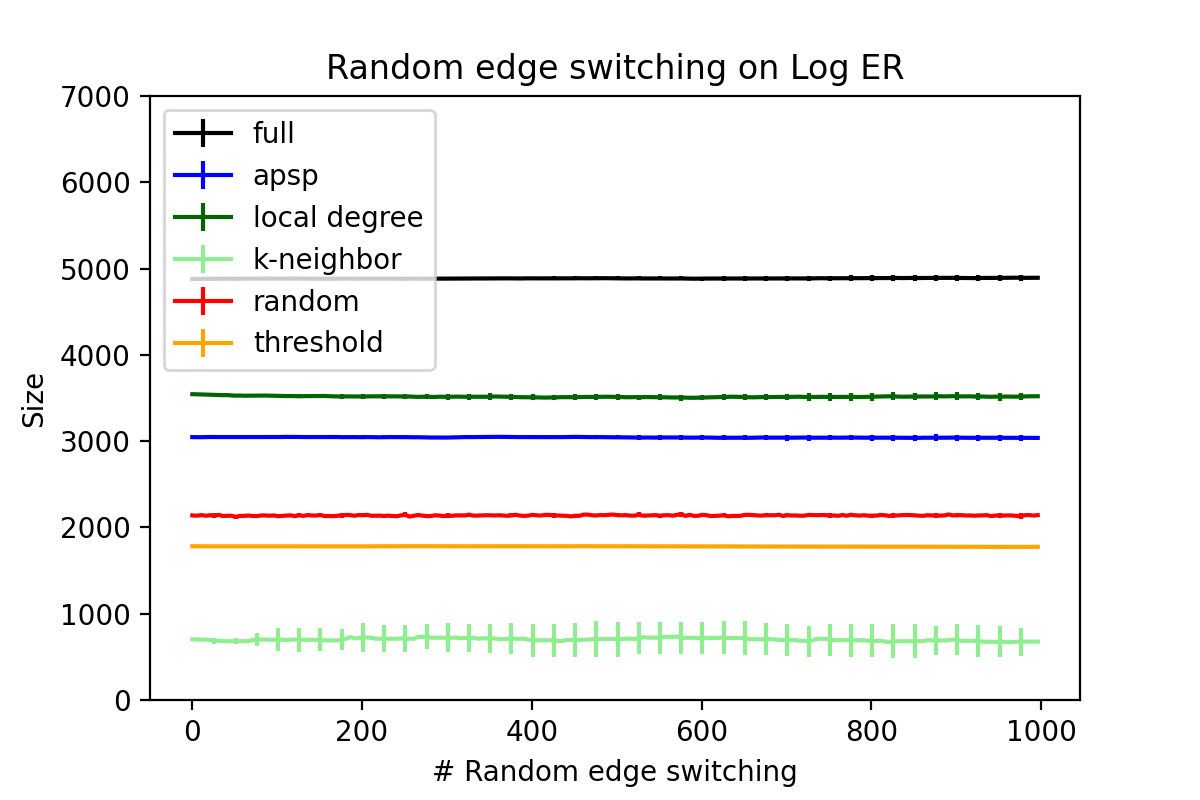 Random edge switching on Log ER
7000
6000
5000
4000
3000
2000
1000
0
Size
full
apsp
local degree
k-neighbor
random
threshold
0
200
400
600
800
1000
# Random edge switching